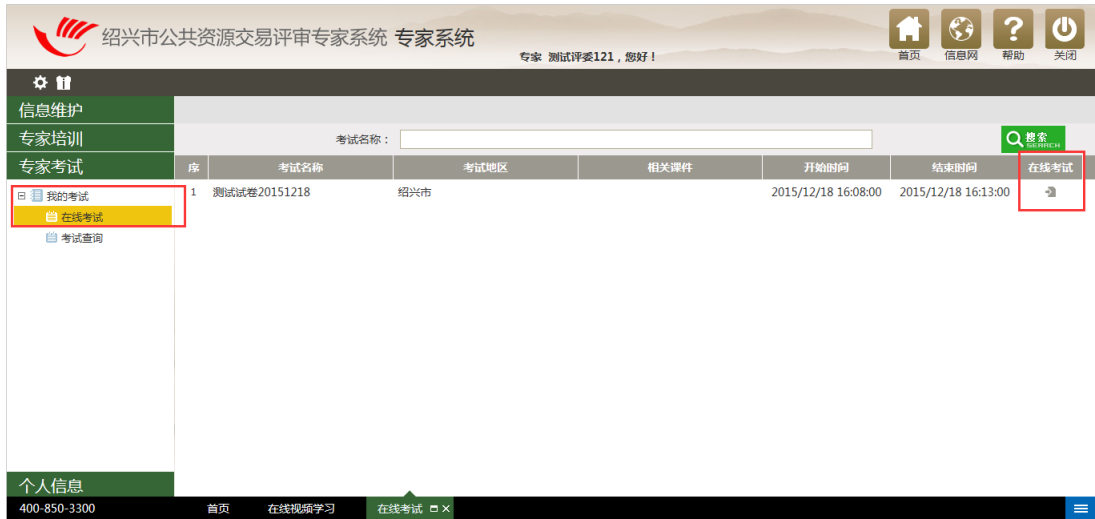 绍兴市公共资源交易评审专家系统 专家系统
专家 测试评委121，您好！
首页 信息网 帮助 关闭
信息维护
专家培训
考试名称：
搜索
SEARCH
专家考试
序 考试名称 考试地区 相关课件 开始时间 结束时间 在线考试
我的考试
1 测试试卷20151218 绍兴市 2015/12/18 16:08:00 2015/12/18 16:13:00
在线考试
考试查询
个人信息
400-850-3300 首页 在线视频学习 在线考试